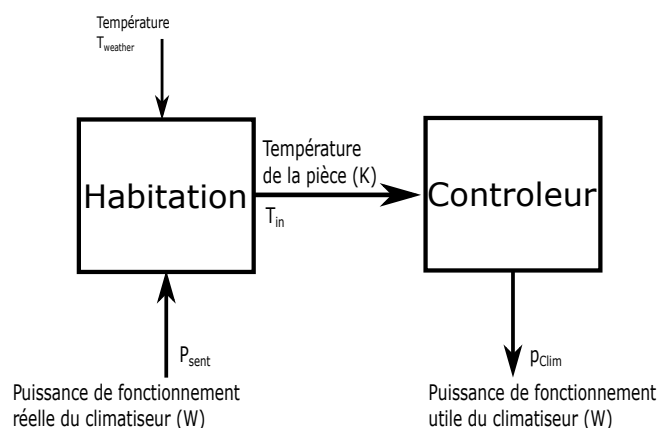 Température
T_weather
Habitation
Température
de la pièce (K)
T_in
Controleur
P_sent
Puissance de fonctionnement
réelle du climatiseur (W)
p_Clim
Puissance de fonctionnement
utile du climatiseur (W)